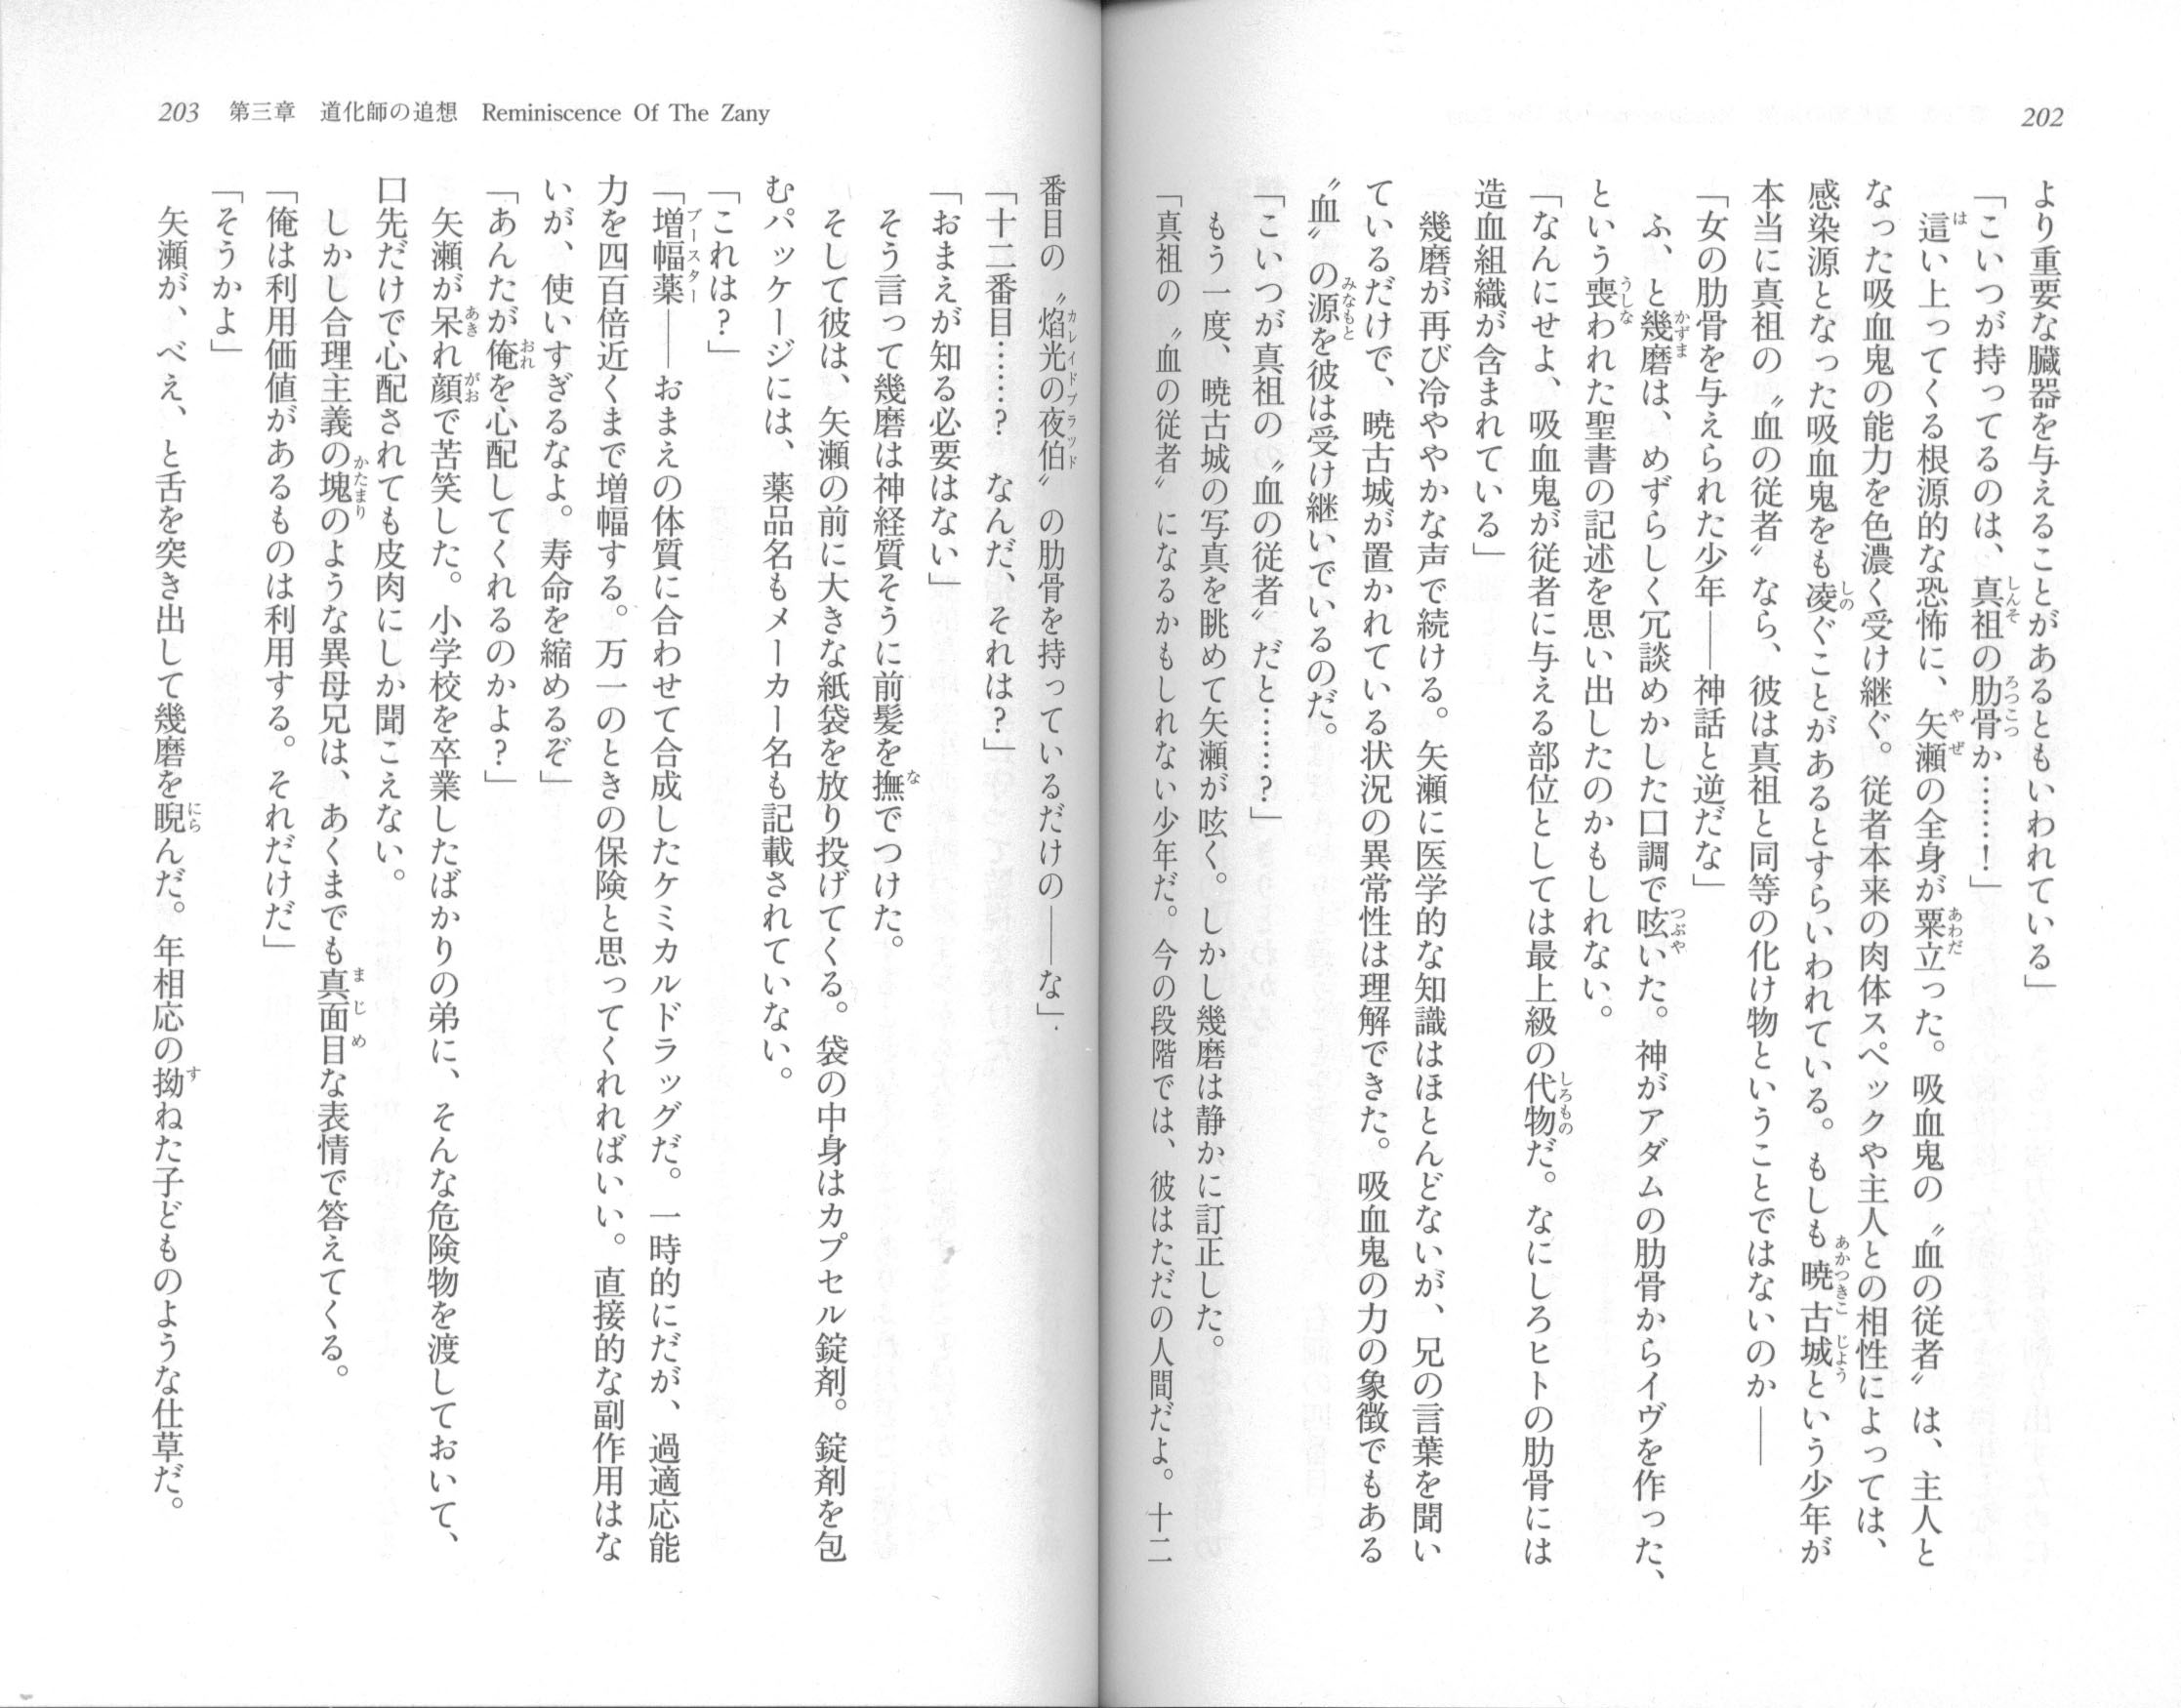 202
より重要な臓器を与えることがあるともいわれている」
「こいつが持ってるのは、真祖の肋骨か……！」
這い上ってくる根源的な恐怖に、矢瀬の全身が粟立った。吸血鬼の〝血の従者〟は、主人と
なった吸血鬼の能力を色濃く受け継ぐ。従者本来の肉体スペックや主人との相性によっては、
感染源となった吸血鬼をも凌ぐことがあるとすらいわれている。もしも暁古城という少年が
本当に真祖の〝血の従者〟なら、彼は真祖と同等の化け物ということではないのか――
「女の肋骨を与えられた少年――神話と逆だな」
ふ、と幾磨は、めずらしく冗談めかした口調で呟いた。神がアダムの肋骨からイヴを作った、
という喪われた聖書の記述を思い出したのかもしれない。
「なんにせよ、吸血鬼が従者に与える部位としては最上級の代物だ。なにしろヒトの肋骨には
造血組織が含まれている」
幾磨が再び冷ややかな声で続ける。矢瀬に医学的な知識はほとんどないが、兄の言葉を聞い
ているだけで、暁古城が置かれている状況の異常性は理解できた。吸血鬼の力の象徴でもある
〝血〟の源を彼は受け継いでいるのだ。
「こいつが真祖の〝血の従者〟だと……？」
もう一度、暁古城の写真を眺めて矢瀬が呟く。しかし幾磨は静かに訂正した。
「真祖の〝血の従者〟になるかもしれない少年だ。今の段階では、彼はただの人間だよ。十二
203 第三章 道化師の追想 Reminiscence Of The Zany
番目の〝焔光の夜伯〟の肋骨を持っているだけの――な」
「十二番目……？ なんだ、それは？」
「おまえが知る必要はない」
そう言って幾磨は神経質そうに前髪を撫でつけた。
そして彼は、矢瀬の前に大きな紙袋を放り投げてくる。袋の中身はカプセル錠剤。錠剤を包
むパッケージには、薬品名もメーカー名も記載されていない。
「これは？」
「増幅薬――おまえの体質に合わせて合成したケミカルドラッグだ。一時的にだが、過適応能
力を四百倍近くまで増幅する。万一のときの保険と思ってくれればいい。直接的な副作用はな
いが、使いすぎるなよ。寿命を縮めるぞ」
「あんたが俺を心配してくれるのかよ？」
矢瀬が呆れ顔で苦笑した。小学校を卒業したばかりの弟に、そんな危険物を渡しておいて、
口先だけで心配されても皮肉にしか聞こえない。
しかし合理主義の塊のような異母兄は、あくまでも真面目な表情で答えてくる。
「俺は利用価値があるものは利用する。それだけだ」
「そうかよ」
矢瀬が、べえ、と舌を突き出して幾磨を睨んだ。年相応の拗ねた子どものような仕草だ。